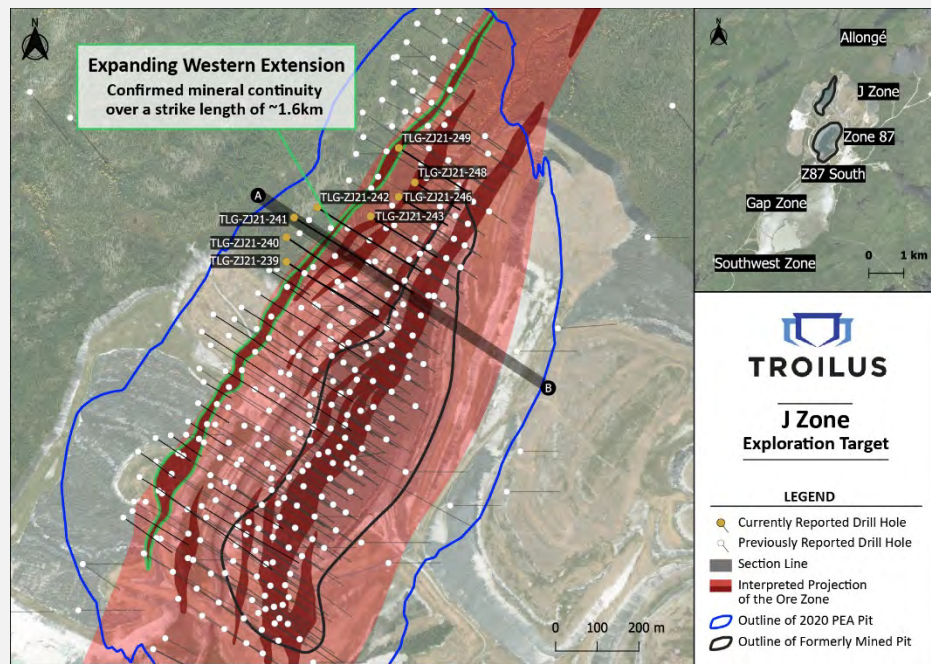 N
Expanding Western Extension
Confirmed mineral continuity
over a strike length of ~1.6km
TLG-ZJ21-249
TLG-ZJ21-248
TLG-ZJ21-242
TLG-ZJ21-246
A
TLG-ZJ21-241
TLG-ZJ21-243
TLG-ZJ21-240
TLG-ZJ21-239
B
0 100 200 m
N
Allongé
J Zone
Zone 87
Z87 South
Gap Zone
Southwest Zone
0 1 km
TROILUS
J Zone
Exploration Target
LEGEND
Currently Reported Drill Hole
Previously Reported Drill Hole
Section Line
Interpreted Projection
of the Ore Zone
Outline of 2020 PEA Pit
Outline of Formerly Mined Pit